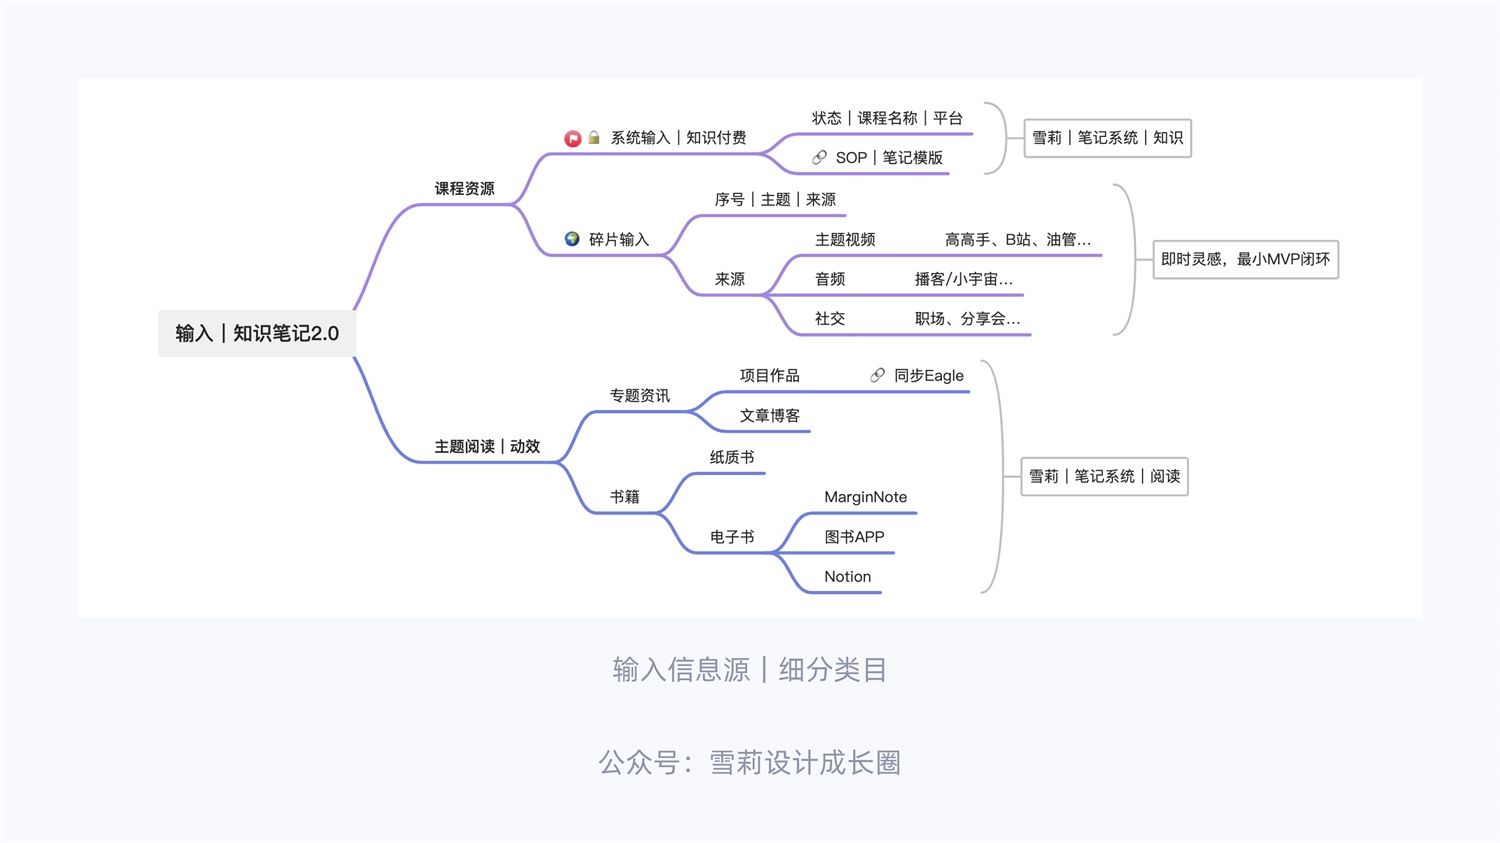 输入｜知识笔记2.0
课程资源
系统输入｜知识付费
状态｜课程名称｜平台
SOP｜笔记模版
雪莉｜笔记系统｜知识
碎片输入
序号｜主题｜来源
来源
主题视频
高高手、B站、油管...
音频
播客/小宇宙...
社交
职场、分享会...
即时灵感，最小MVP闭环
主题阅读｜动效
专题资讯
项目作品
同步Eagle
文章博客
书籍
纸质书
电子书
MarginNote
图书APP
Notion
雪莉｜笔记系统｜阅读
输入信息源｜细分类目
公众号：雪莉设计成长圈